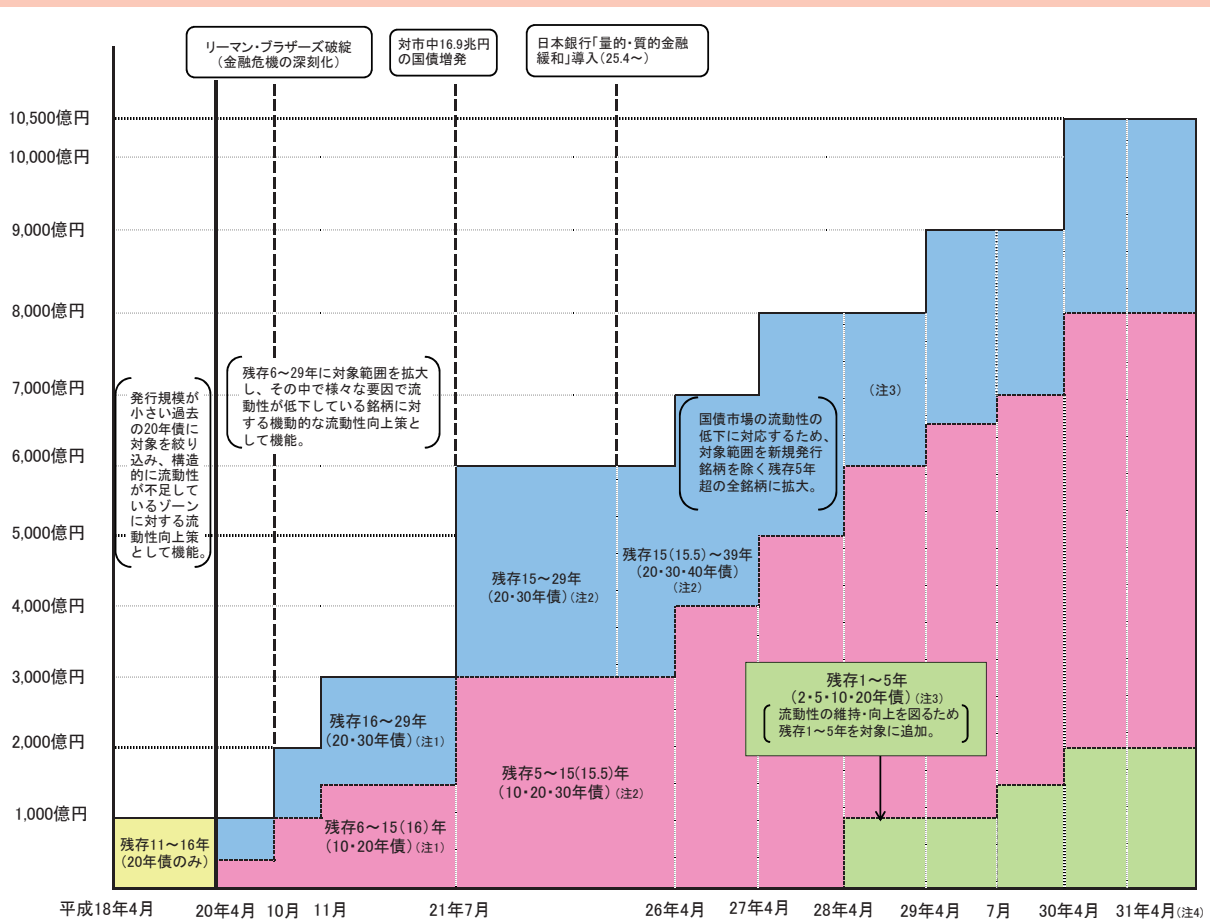 リーマン・ブラザーズ破綻
(金融危機の深刻化)
対市中16.9兆円
の国債増発
日本銀行「量的・質的金融
緩和」導入(25.4~)
10,500億円
10,000億円
9,000億円
8,000億円
7,000億円
6,000億円
5,000億円
4,000億円
3,000億円
2,000億円
1,000億円
発行規模が
小さい過去
の20年債に
対象を絞り
込み、構造
的に流動性
が不足して
いるゾーン
に対する流
動性向上策
として機能。
残存6~29年に対象範囲を拡大
し、その中で様々な要因で流
動性が低下している銘柄に対
する機動的な流動性向上策と
して機能。
(注3)
国債市場の流動性の
低下に対応するため、
対象範囲を新規発行
銘柄を除く残存5年
超の全銘柄に拡大。
残存15~29年
(20・30年債)(注2)
残存15(15.5)~39年
(20・30・40年債)
(注2)
残存1~5年
(2・5・10・20年債)(注3)
流動性の維持・向上を図るため
残存1~5年を対象に追加。
残存16~29年
(20・30年債)(注1)
残存5~15(15.5)年
(10・20・30年債)(注2)
残存11~16年
(20年債のみ)
残存6~15(16)年
(10・20年債)(注1)
平成18年4月
20年4月
10月
11月
21年7月
26年4月
27年4月
28年4月
29年4月
7月
30年4月
31年4月(注4)